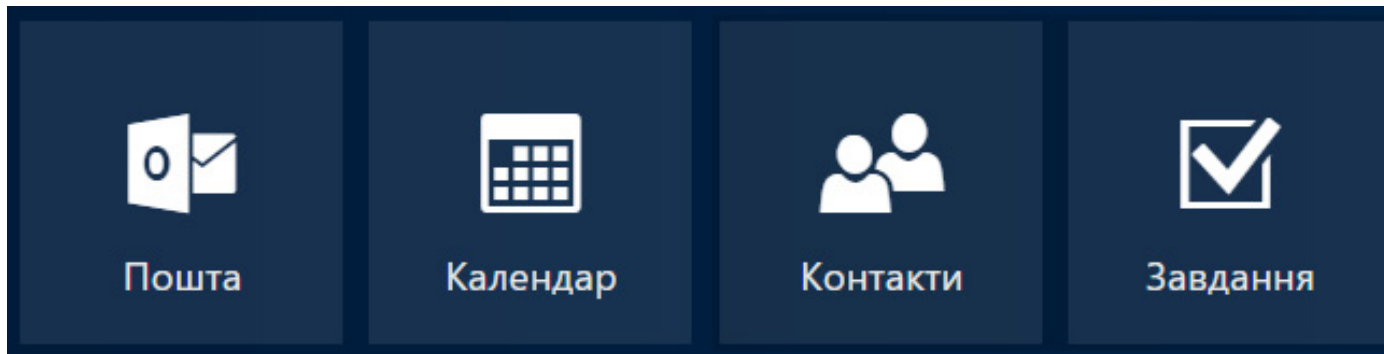 Пошта
Календар
Контакти
Завдання